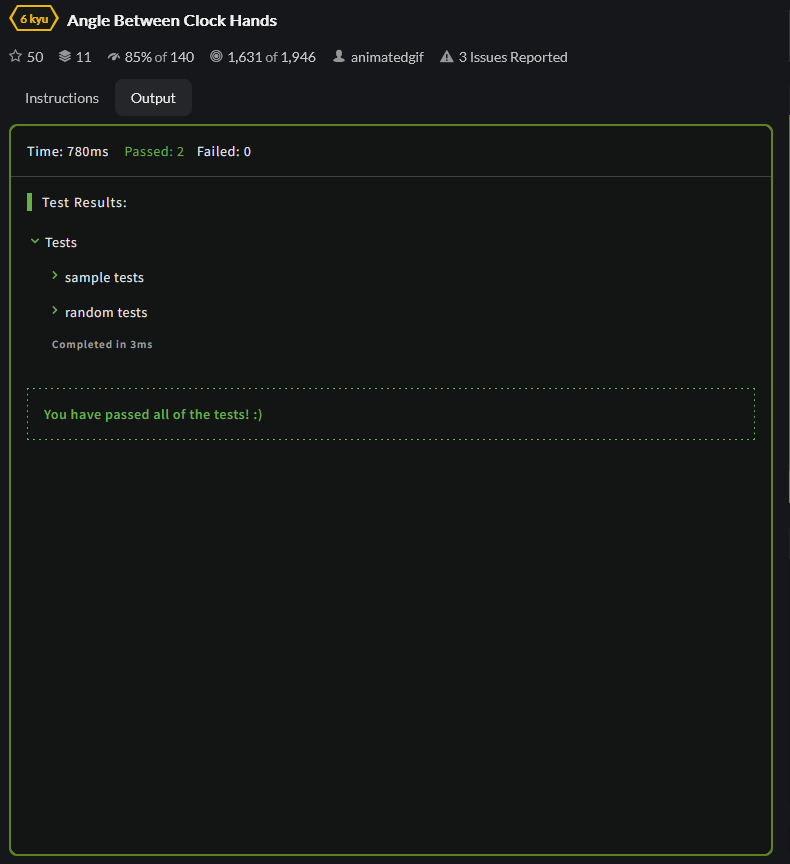 6 kyu Angle Between Clock Hands
50 11 85% of 140 1,631 of 1,946 animatedgif 3 Issues Reported
Instructions Output
Time: 780ms Passed: 2 Failed: 0
Test Results:
Tests
sample tests
random tests
Completed in 3ms
You have passed all of the tests! :)